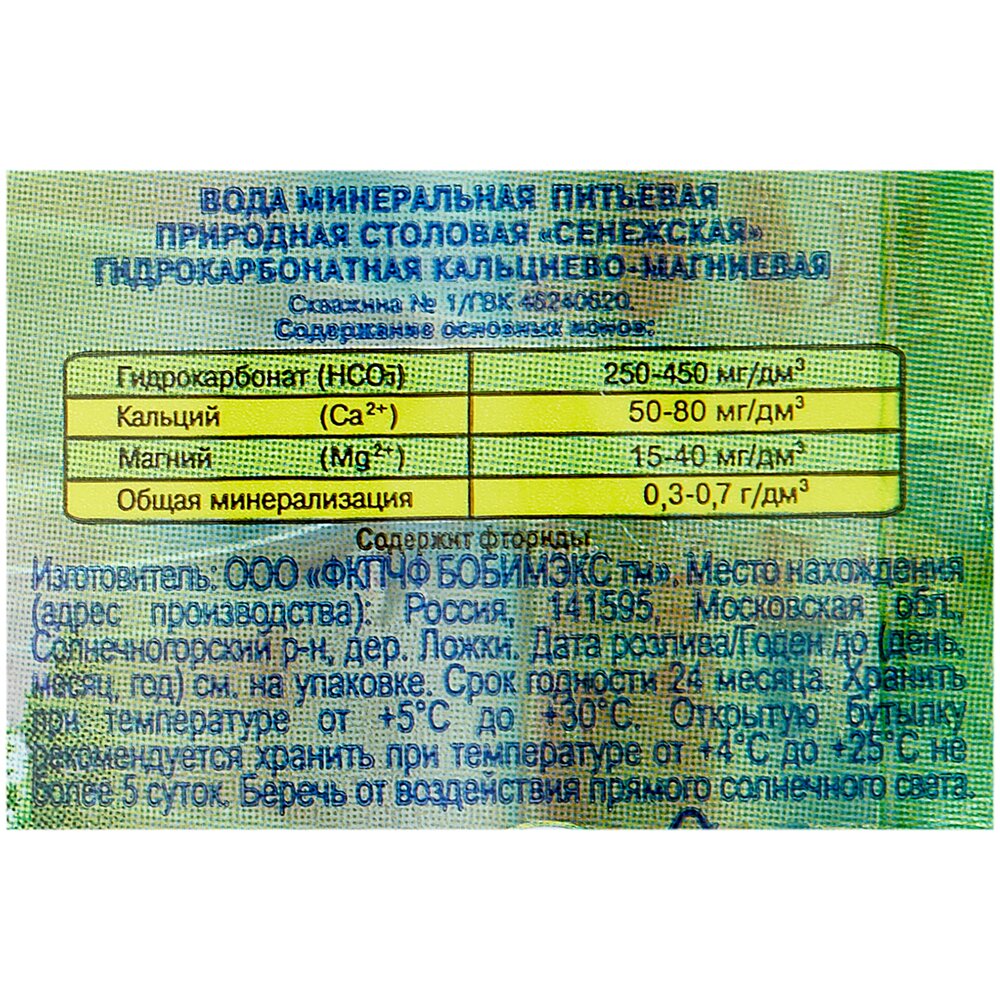 ВОДА МИНЕРАЛЬНАЯ ПИТЬЕВАЯ
ПРИРОДНАЯ СТОЛОВАЯ «СЕНЕЖСКАЯ»
ГИДРОКАРБОНАТНАЯ КАЛЬЦИЕВО-МАГНИЕВАЯ
Скважина № 1/ГВК 46240620.
Содержание основных ионов:
Гидрокарбонат (HCO₃⁻) 250-450 мг/дм³
Кальций (Ca²⁺) 50-80 мг/дм³
Магний (Mg²⁺) 15-40 мг/дм³
Общая минерализация 0,3-0,7 г/дм³
Содержит фториды
Изготовитель: ООО «ФКПЧФ БОБИМЭКС тм». Место нахождения
(адрес производства): Россия, 141595, Московская обл.,
Солнечногорский р-н, дер. Ложки. Дата розлива/Годен до (день,
месяц, год) см. на упаковке. Срок годности 24 месяца. Хранить
при температуре от +5°С до +30°С. Открытую бутылку
рекомендуется хранить при температуре от +4°С до +25°С не
более 5 суток. Беречь от воздействия прямого солнечного света.